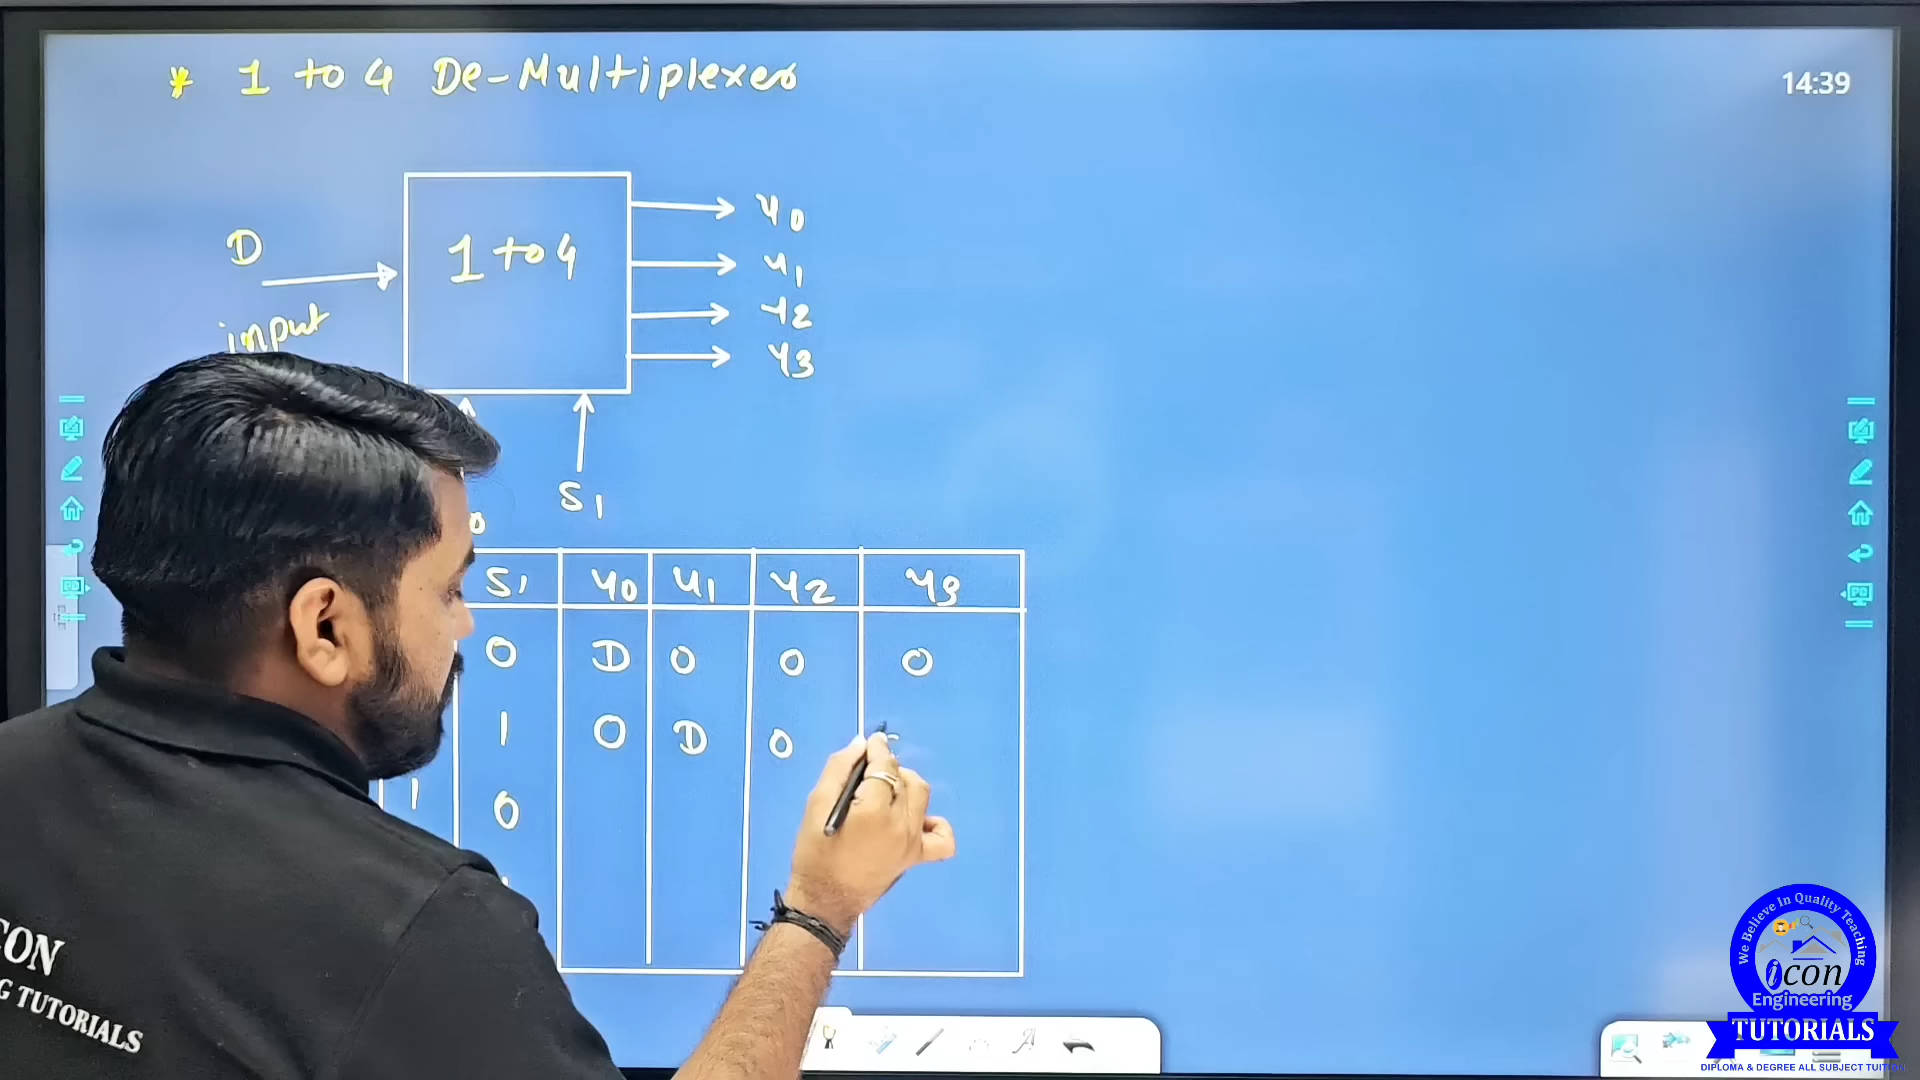 * 1 to 4 De-Multiplexer
14:39
D
input
1 to 4
Y0
Y1
Y2
Y3
0
S1
S1 Y0 Y1 Y2 Y3
0 D 0 0 0
1 0 D 0
1 0
CON
G TUTORIALS
We Believe In Quality Teaching
icon
Engineering
TUTORIALS
DIPLOMA & DEGREE ALL SUBJECT